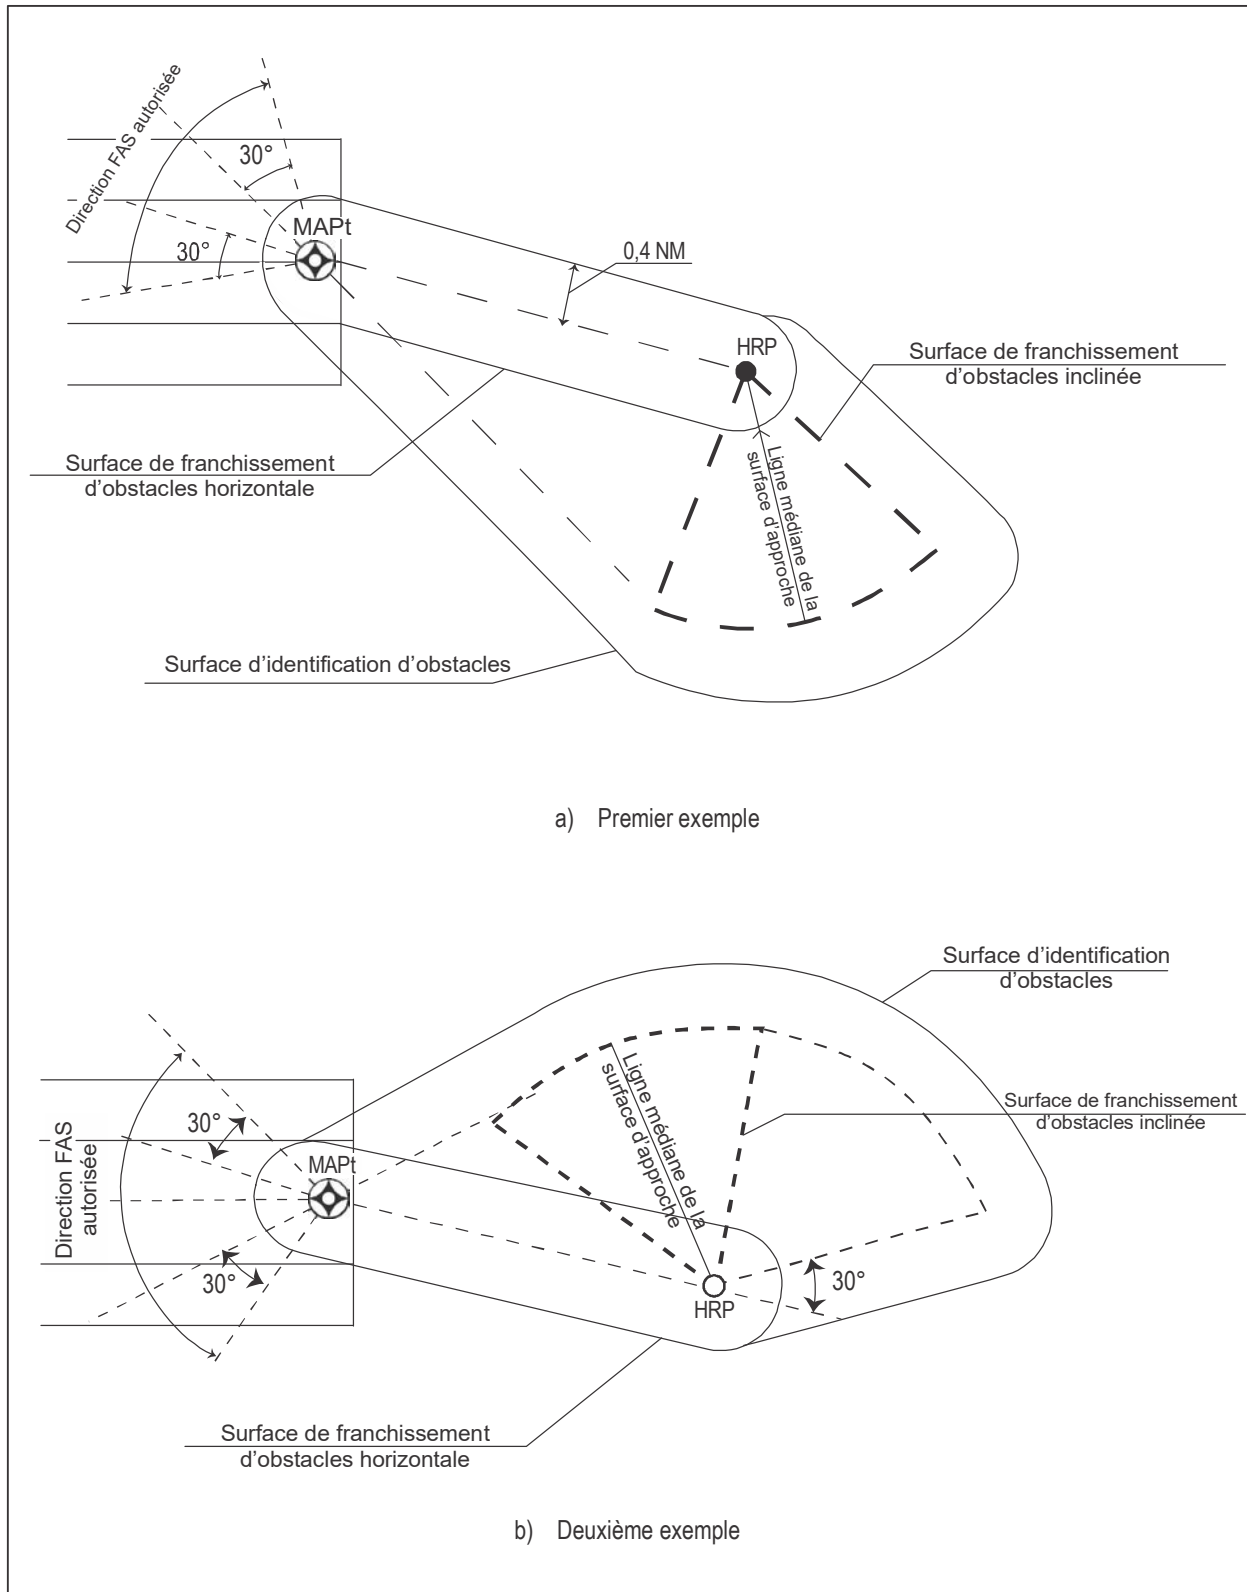 Direction FAS autorisée
30°
MAPt
30°
0,4 NM
HRP
Surface de franchissement
d'obstacles inclinée
Ligne médiane de la
surface d'approche
Surface de franchissement
d'obstacles horizontale
Surface d'identification d'obstacles
a) Premier exemple
Surface d'identification
d'obstacles
Ligne médiane de la
surface d'approche
Surface de franchissement
d'obstacles inclinée
30°
MAPt
Direction FAS
autorisée
30°
30°
HRP
Surface de franchissement
d'obstacles horizontale
b) Deuxième exemple